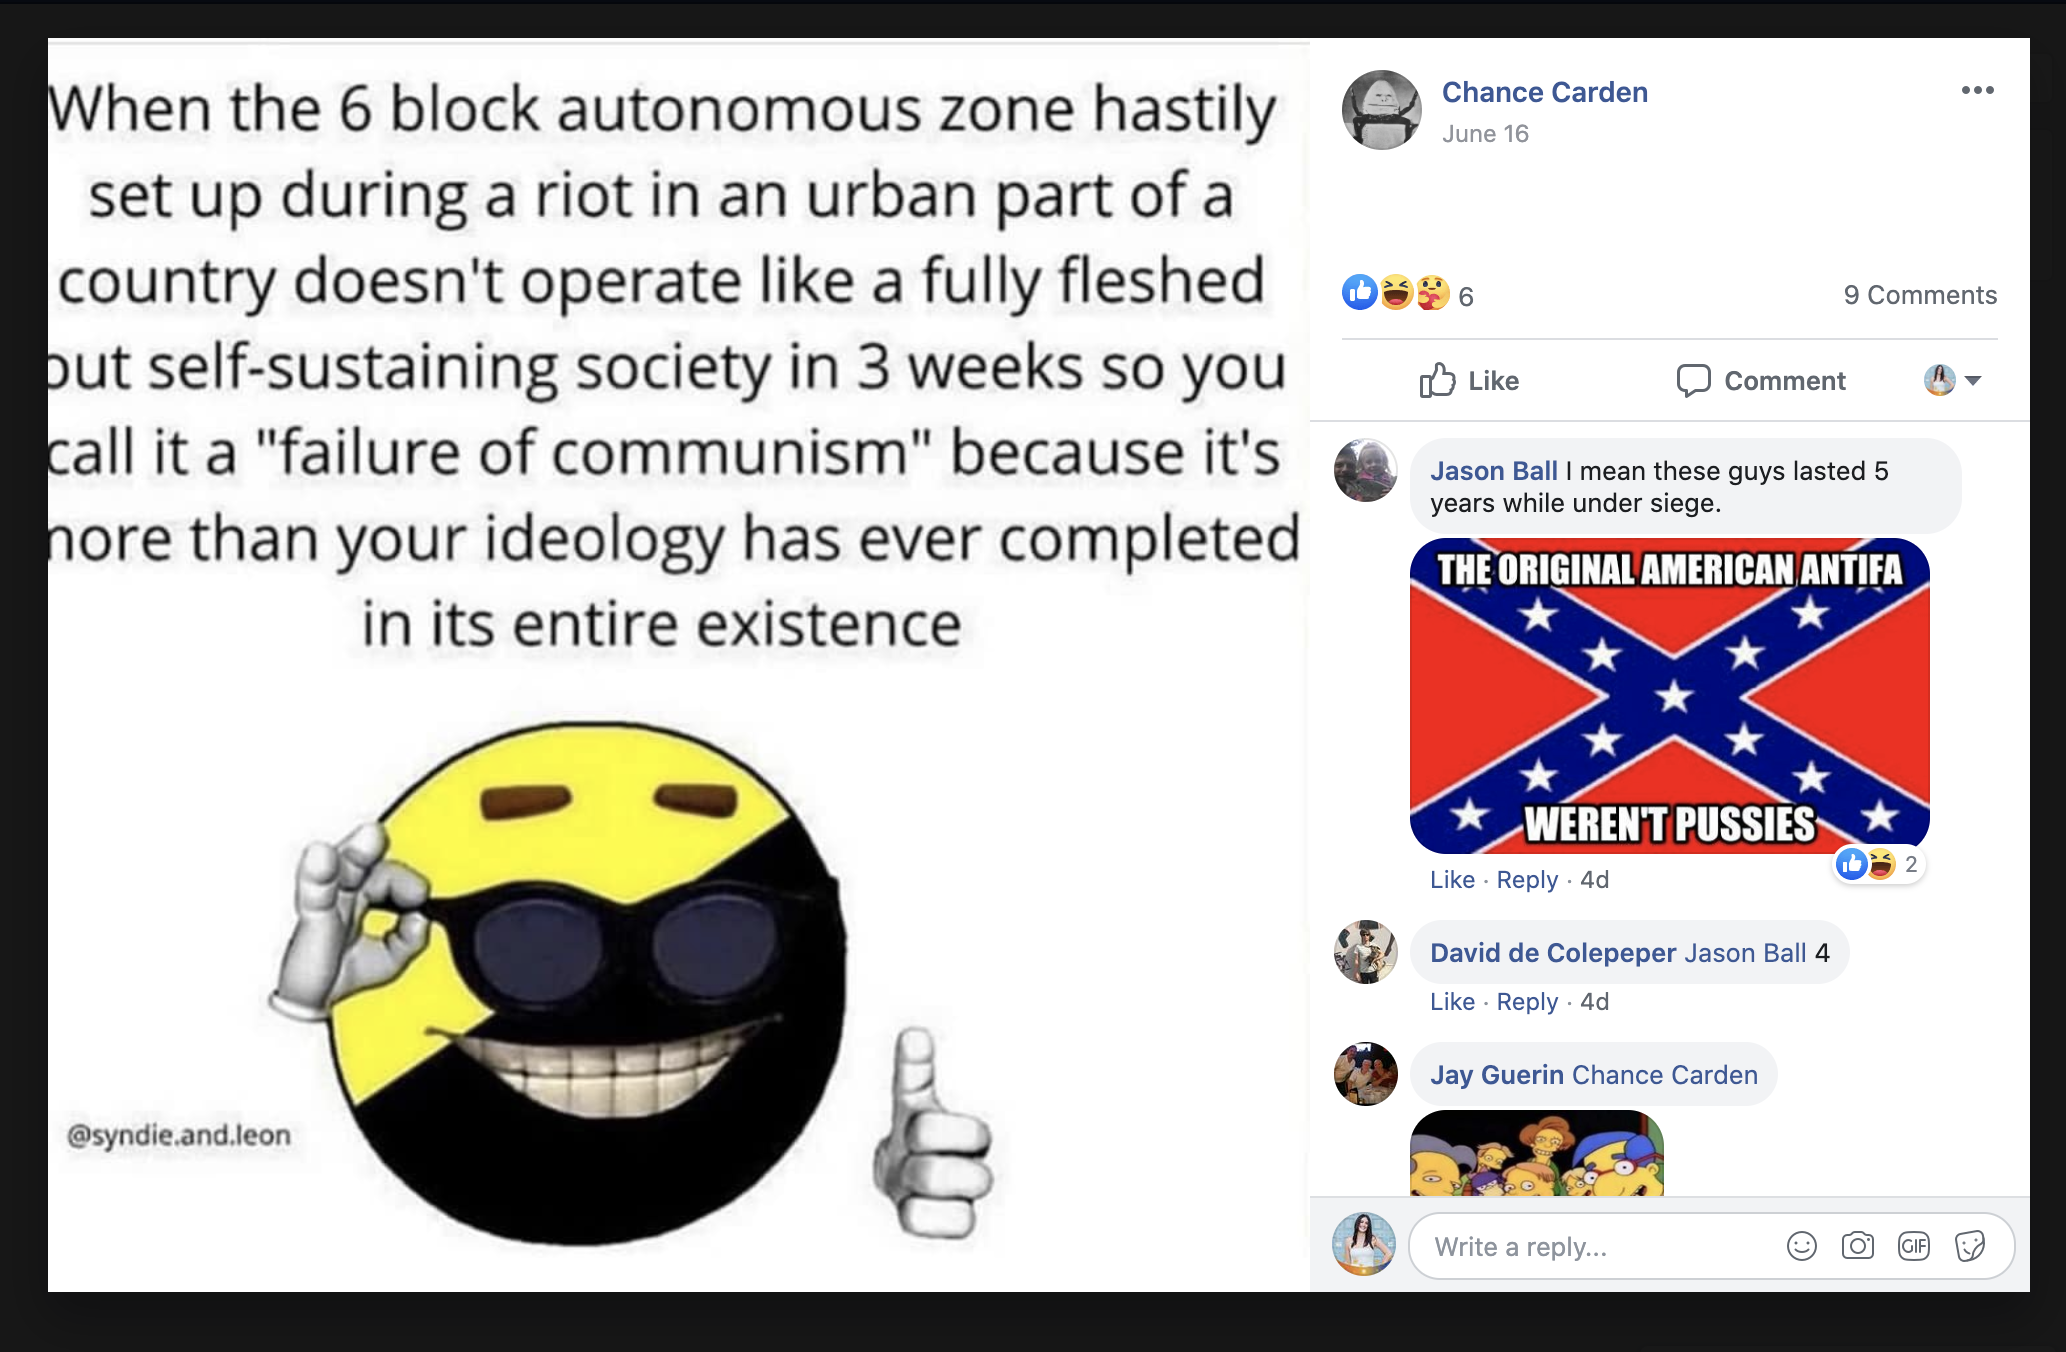 When the 6 block autonomous zone hastily
set up during a riot in an urban part of a
country doesn't operate like a fully fleshed
out self-sustaining society in 3 weeks so you
call it a "failure of communism" because it's
more than your ideology has ever completed
in its entire existence
@syndie.and.leon
Chance Carden
June 16
6
9 Comments
Like
Comment
Jason Ball I mean these guys lasted 5
years while under siege.
THE ORIGINAL AMERICAN ANTIFA
WEREN'T PUSSIES
Like · Reply · 4d
2
David de Colepeper Jason Ball 4
Like · Reply · 4d
Jay Guerin Chance Carden
Write a reply...
GIF